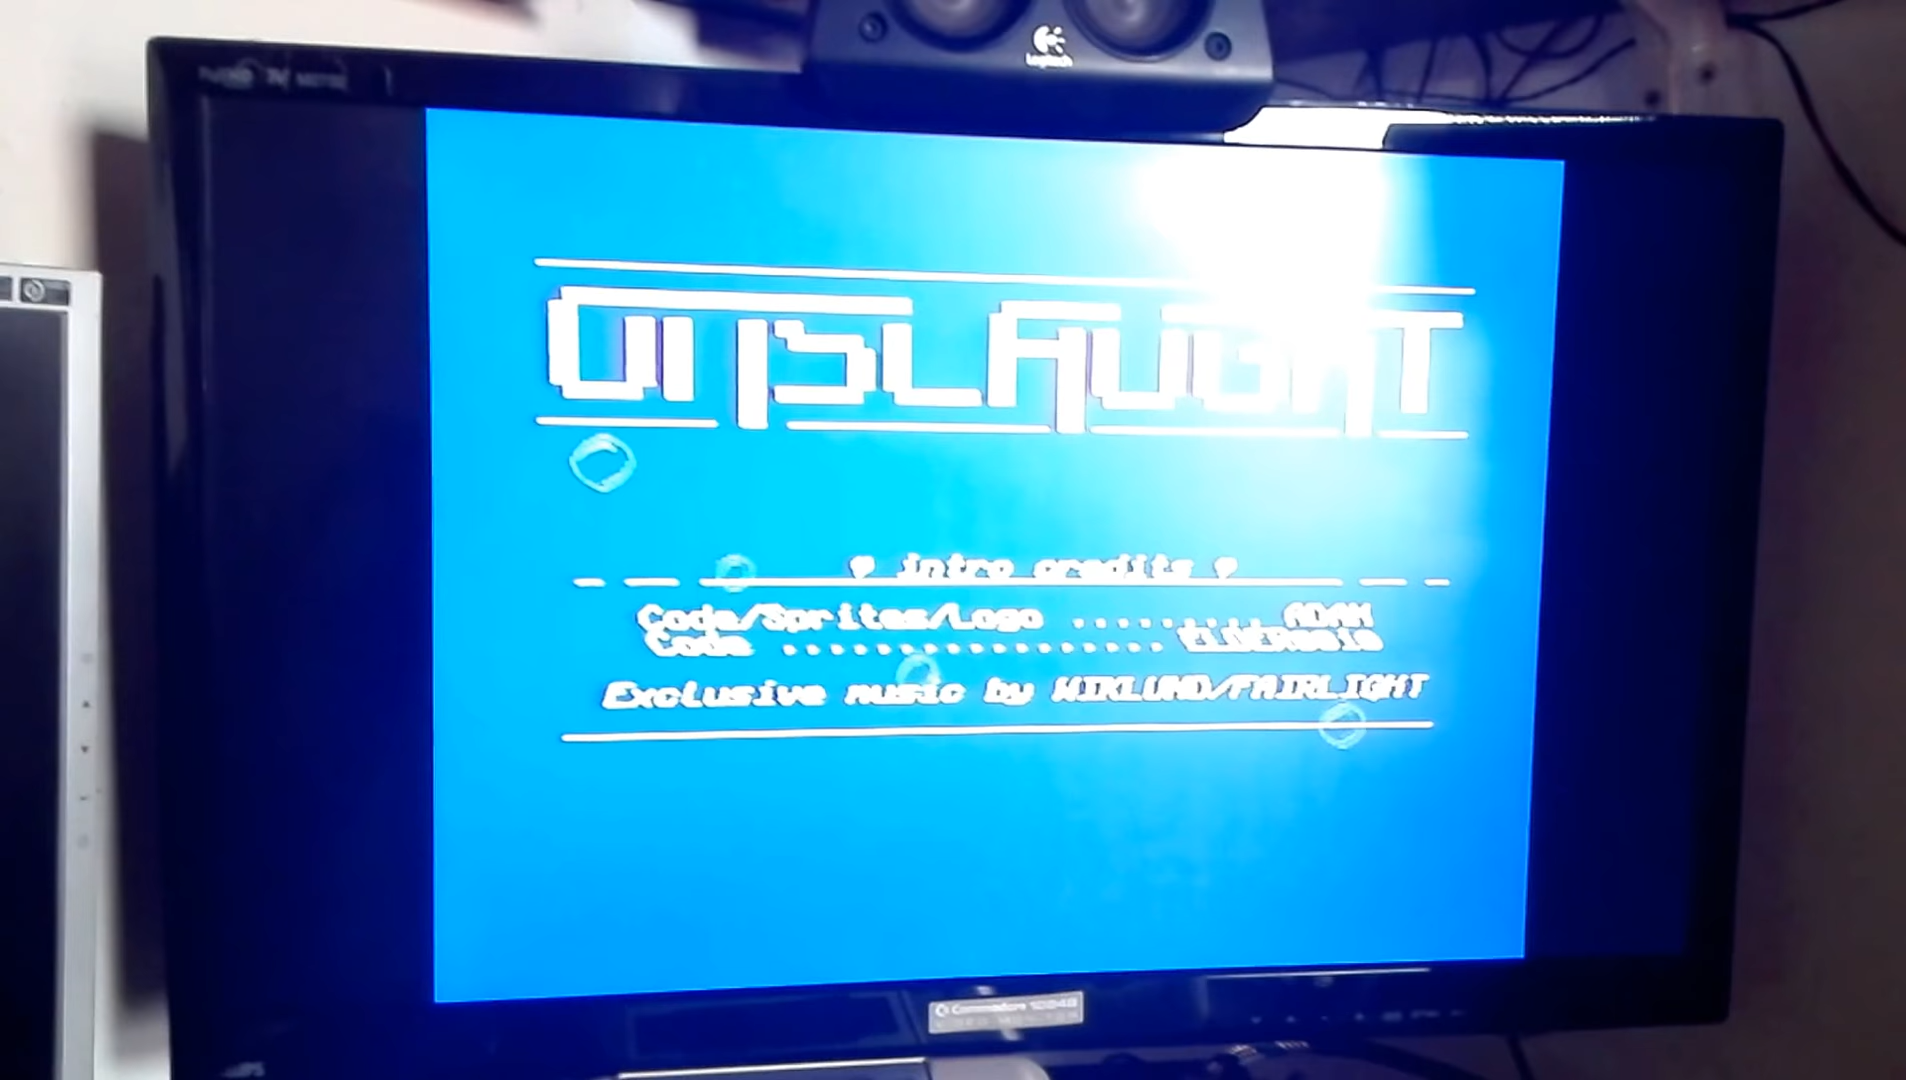 Logitech
ONSLAUGHT
♥ intro credits ♥
Code/Sprites/Logo .......... ADAM
Code .................
Exclusive music by WIKLUND/FAIRLIGHT
Commodore